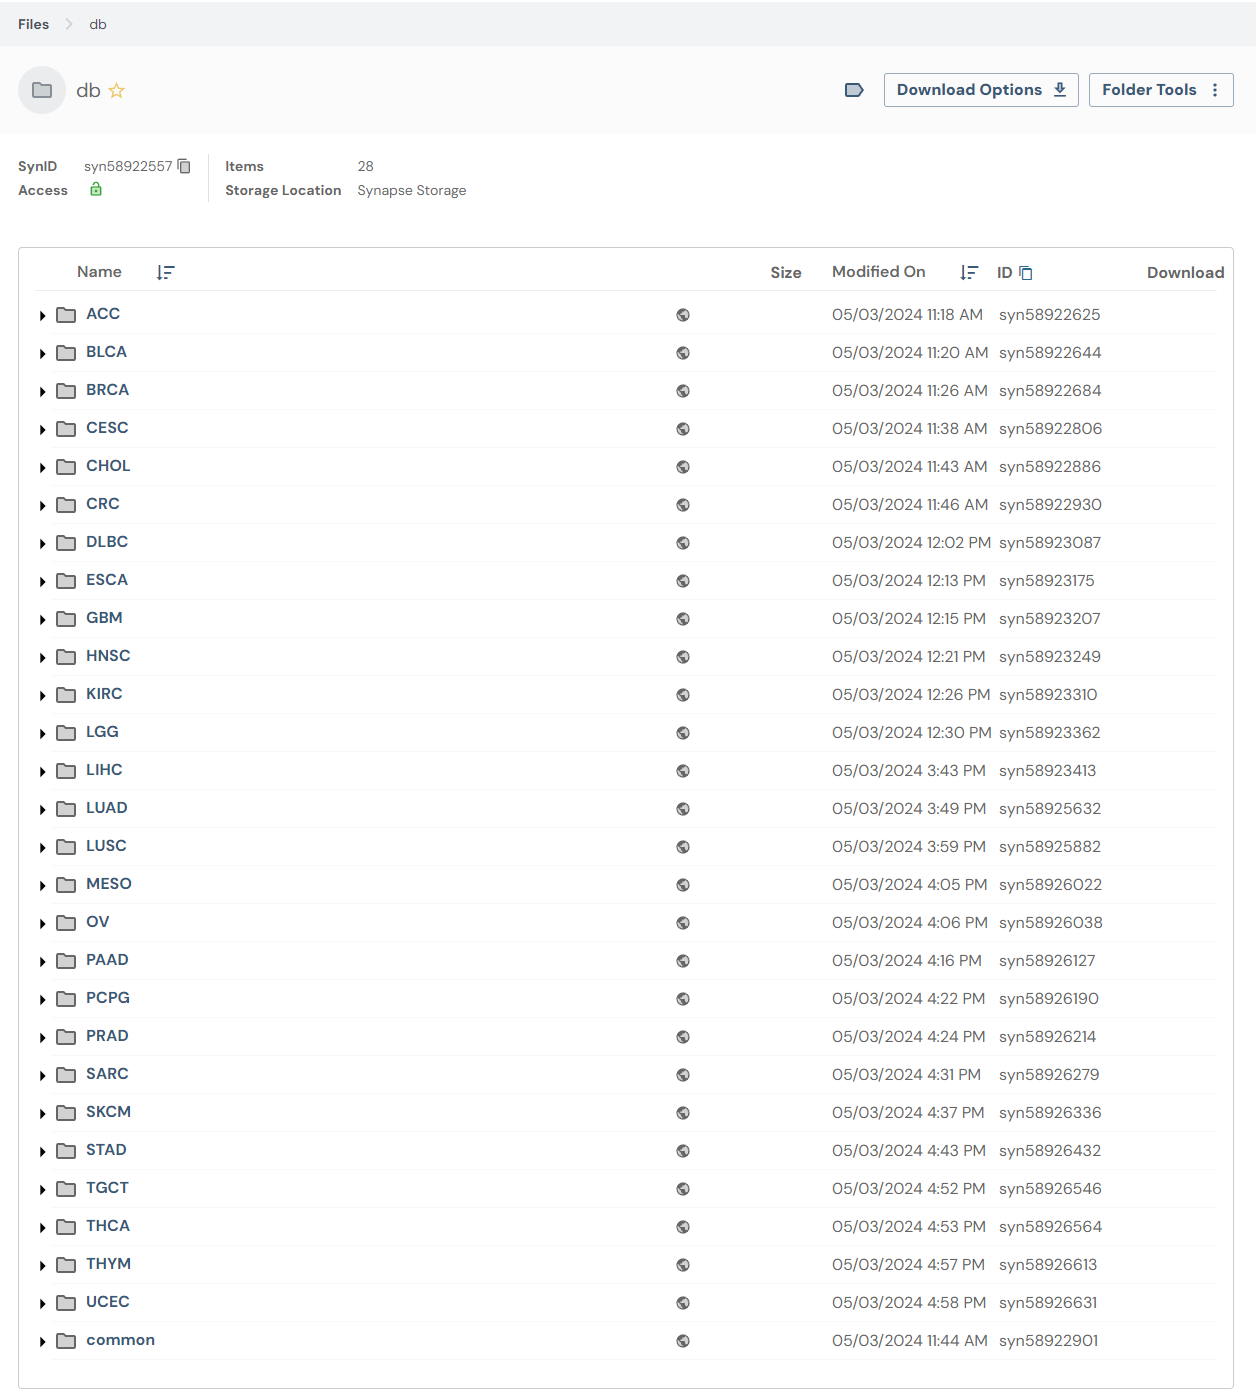 Files db
db
Download Options
Folder Tools
SynID syn58922557 Items 28
Access Storage Location Synapse Storage
Name Size Modified On ID Download
ACC 05/03/2024 11:18 AM syn58922625
BLCA 05/03/2024 11:20 AM syn58922644
BRCA 05/03/2024 11:26 AM syn58922684
CESC 05/03/2024 11:38 AM syn58922806
CHOL 05/03/2024 11:43 AM syn58922886
CRC 05/03/2024 11:46 AM syn58922930
DLBC 05/03/2024 12:02 PM syn58923087
ESCA 05/03/2024 12:13 PM syn58923175
GBM 05/03/2024 12:15 PM syn58923207
HNSC 05/03/2024 12:21 PM syn58923249
KIRC 05/03/2024 12:26 PM syn58923310
LGG 05/03/2024 12:30 PM syn58923362
LIHC 05/03/2024 3:43 PM syn58923413
LUAD 05/03/2024 3:49 PM syn58925632
LUSC 05/03/2024 3:59 PM syn58925882
MESO 05/03/2024 4:05 PM syn58926022
OV 05/03/2024 4:06 PM syn58926038
PAAD 05/03/2024 4:16 PM syn58926127
PCPG 05/03/2024 4:22 PM syn58926190
PRAD 05/03/2024 4:24 PM syn58926214
SARC 05/03/2024 4:31 PM syn58926279
SKCM 05/03/2024 4:37 PM syn58926336
STAD 05/03/2024 4:43 PM syn58926432
TGCT 05/03/2024 4:52 PM syn58926546
THCA 05/03/2024 4:53 PM syn58926564
THYM 05/03/2024 4:57 PM syn58926613
UCEC 05/03/2024 4:58 PM syn58926631
common 05/03/2024 11:44 AM syn58922901